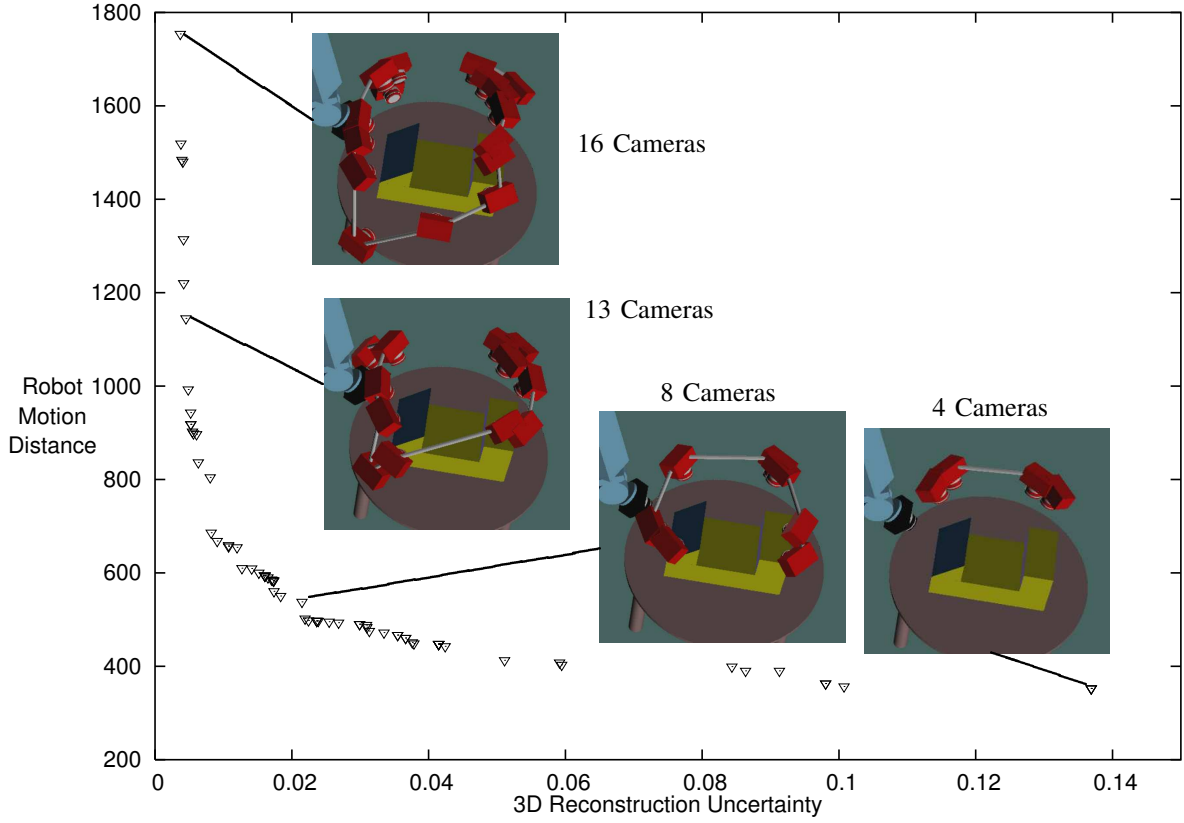 1800
1600
16 Cameras
1400
1200
13 Cameras
Robot
Motion
Distance
1000
8 Cameras
4 Cameras
800
600
400
200
0 0.02 0.04 0.06 0.08 0.1 0.12 0.14
3D Reconstruction Uncertainty